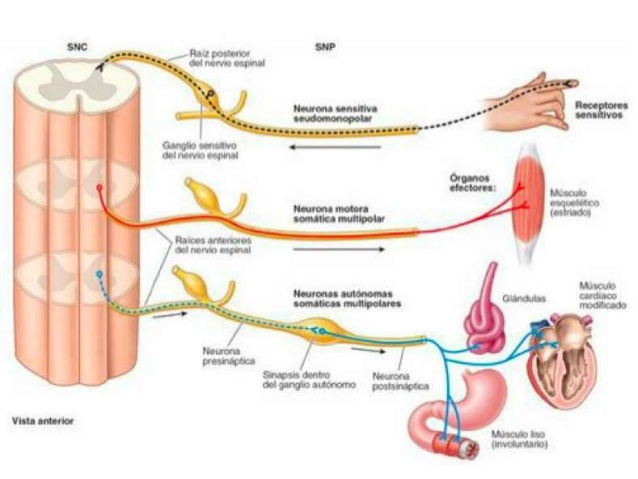 SNC
SNP
Raíz posterior
del nervio espinal
Neurona sensitiva
seudomonopolar
Receptores
sensitivos
Ganglio sensitivo
del nervio espinal
Órganos
efectores:
Neurona motora
somática multipolar
Músculo
esquelético
(estriado)
Raíces anteriores
del nervio espinal
Neuronas autónomas
somáticas multipolares
Glándulas
Músculo
cardiaco
modificado
Neurona
presináptica
Sinapsis dentro
del ganglio autónomo
Neurona
postsináptica
Músculo liso
(involuntario)
Vista anterior